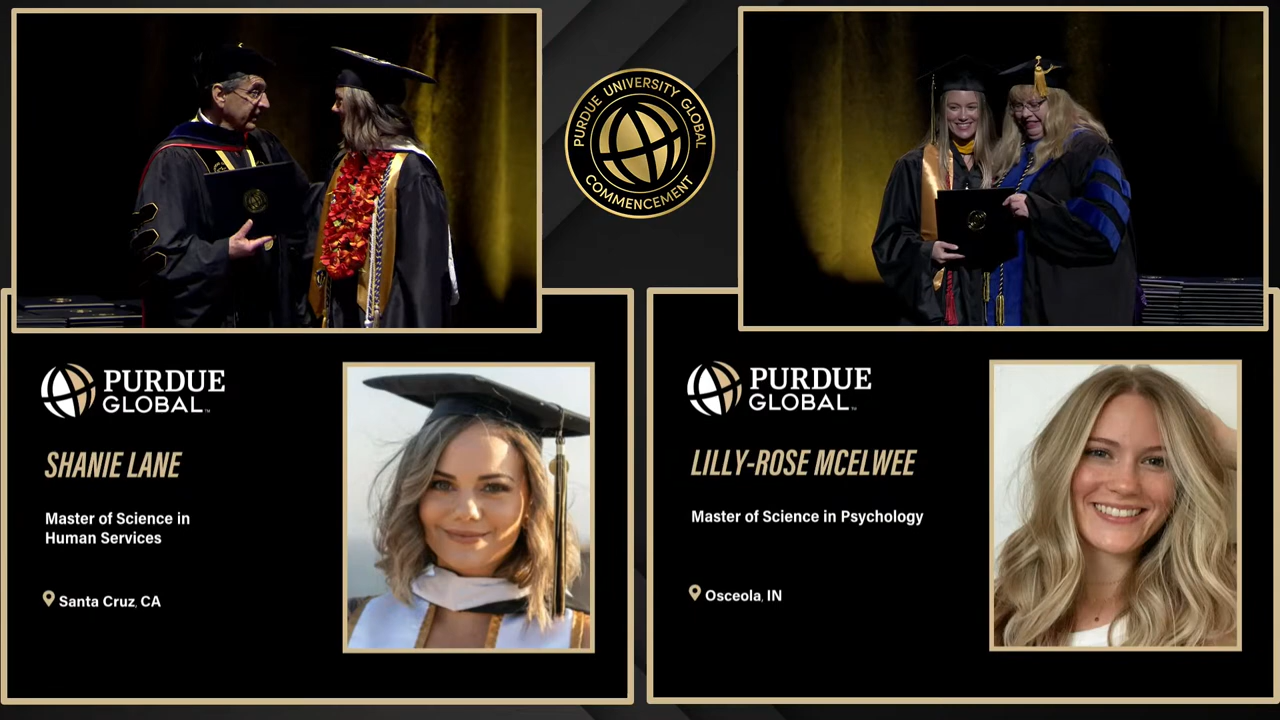 PURDUE UNIVERSITY GLOBAL
COMMENCEMENT
PURDUE
GLOBAL
SHANIE LANE
Master of Science in
Human Services
Santa Cruz, CA
PURDUE
GLOBAL
LILLY-ROSE MCELWEE
Master of Science in Psychology
Osceola, IN